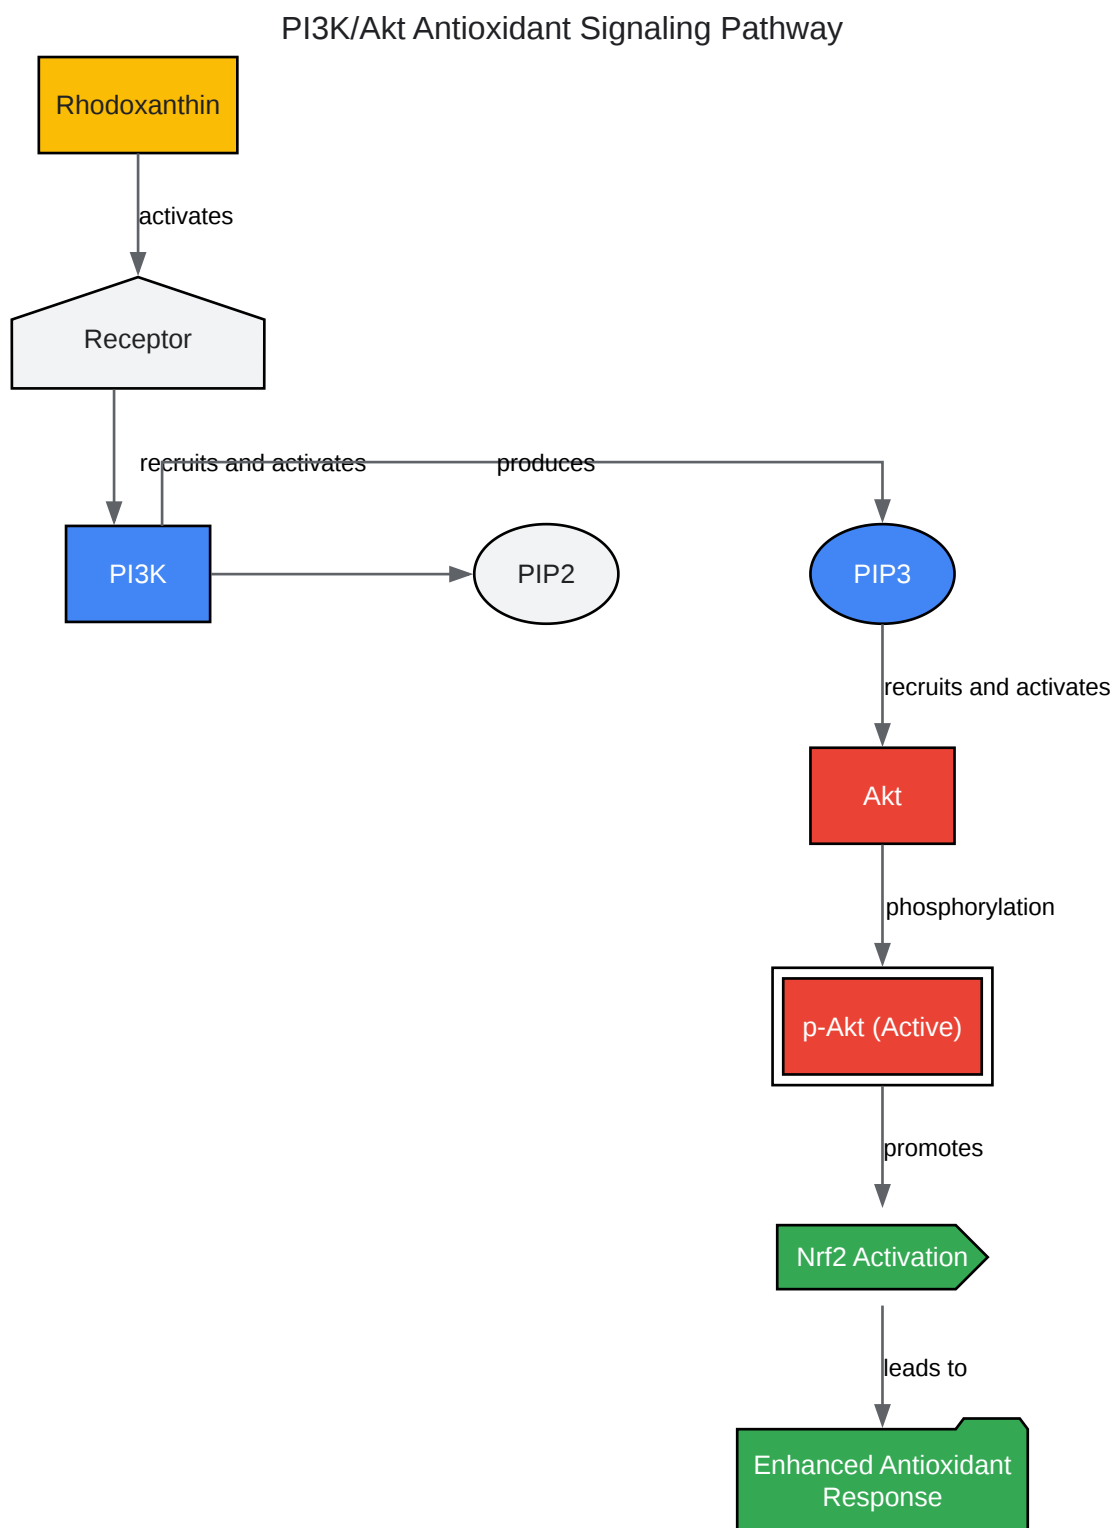 PI3K/Akt Antioxidant Signaling Pathway
Rhodoxanthin
activates
Receptor
recruits and activates
produces
PI3K
PIP2
PIP3
recruits and activates
Akt
phosphorylation
p-Akt (Active)
promotes
Nrf2 Activation
leads to
Enhanced Antioxidant
Response